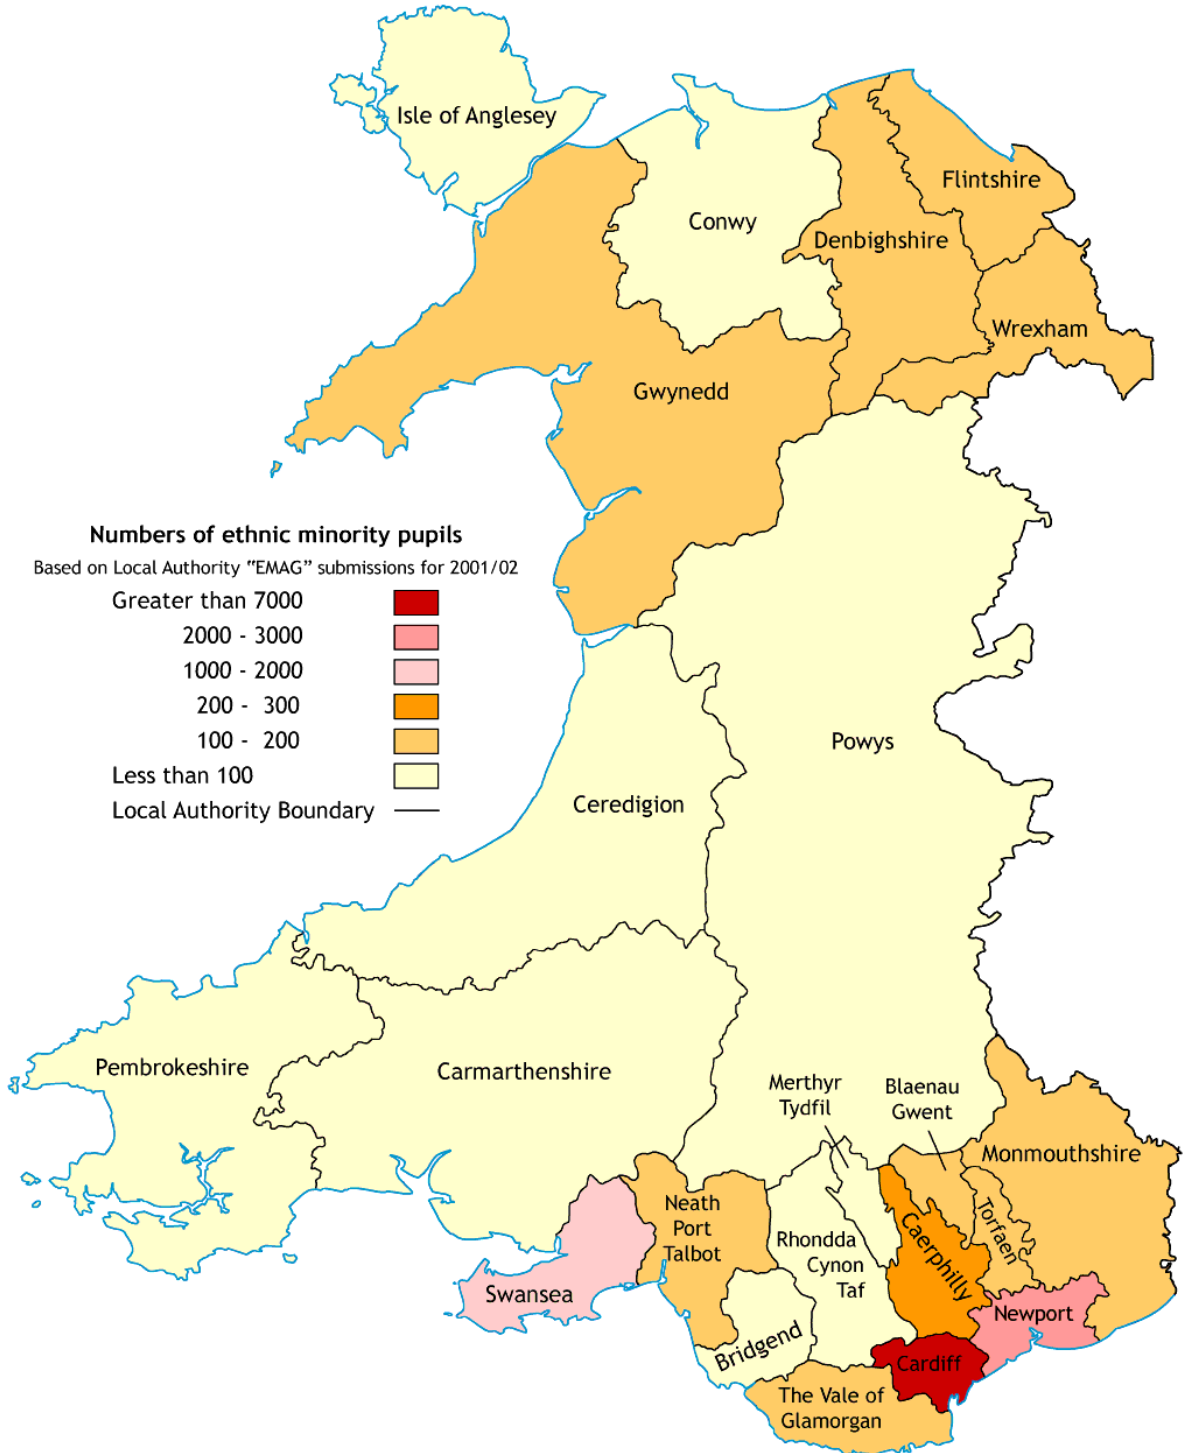 Isle of Anglesey
Flintshire
Conwy
Denbighshire
Wrexham
Gwynedd
Numbers of ethnic minority pupils
Based on Local Authority “EMAG” submissions for 2001/02
Greater than 7000
2000 - 3000
1000 - 2000
200 - 300
100 - 200
Less than 100
Local Authority Boundary
Powys
Ceredigion
Pembrokeshire
Carmarthenshire
Merthyr
Tydfil
Blaenau
Gwent
Monmouthshire
Neath
Port
Talbot
Rhondda
Cynon
Taf
Caerphilly
Torfaen
Swansea
Newport
Bridgend
Cardiff
The Vale of
Glamorgan